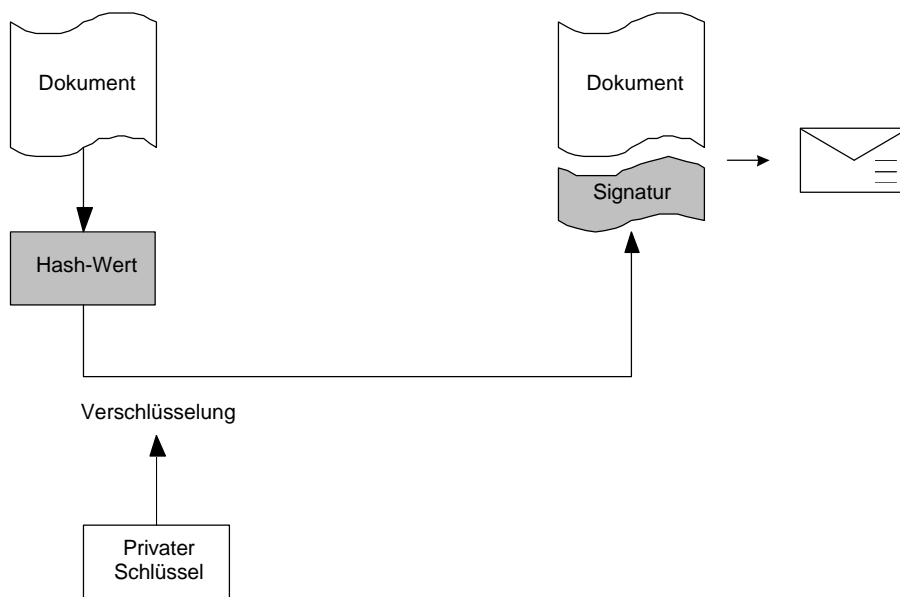 Dokument
Dokument
Signatur
Hash-Wert
Verschlüsselung
Privater
Schlüssel